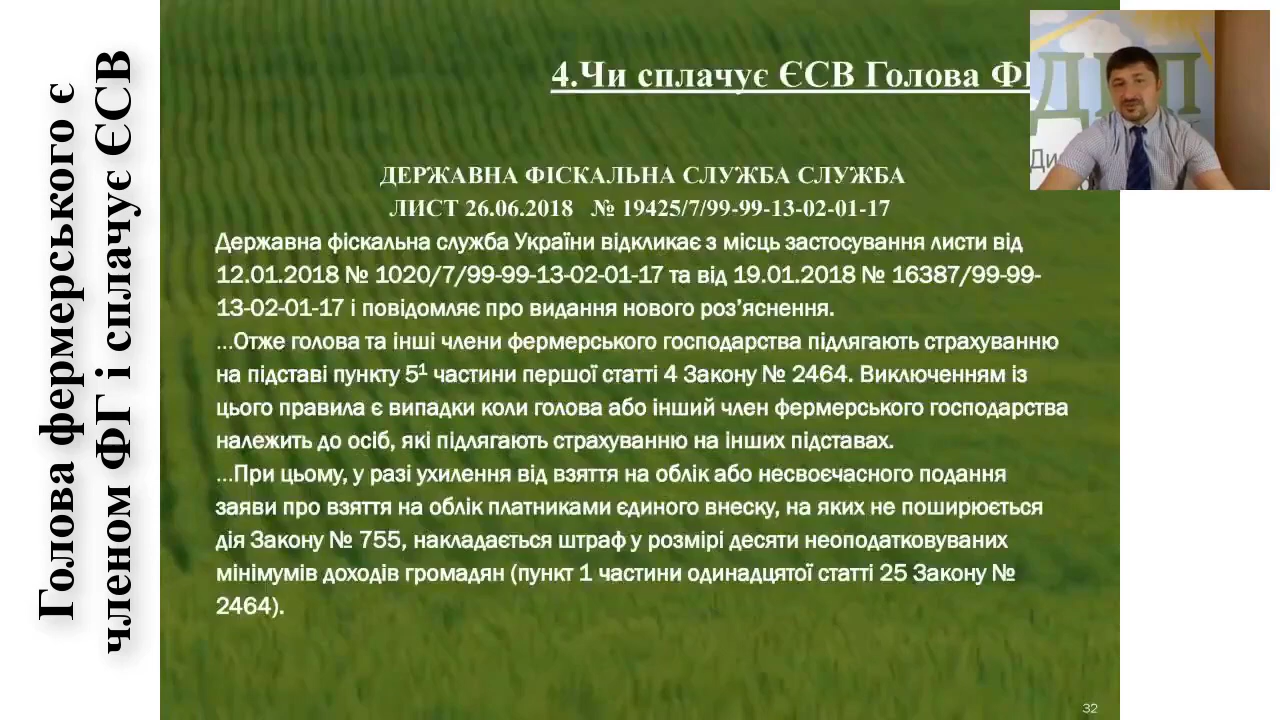 Голова фермерського є
членом ФГ і сплачує ЄСВ
4.Чи сплачує ЄСВ Голова
ДЕРЖАВНА ФІСКАЛЬНА СЛУЖБА СЛУЖБА
ЛИСТ 26.06.2018 № 19425/7/99-99-13-02-01-17
Державна фіскальна служба України відкликає з місць застосування листи від
12.01.2018 № 1020/7/99-99-13-02-01-17 та від 19.01.2018 № 16387/99-99-
13-02-01-17 і повідомляє про видання нового роз’яснення.
...Отже голова та інші члени фермерського господарства підлягають страхуванню
на підставі пункту 5¹ частини першої статті 4 Закону № 2464. Виключенням із
цього правила є випадки коли голова або інший член фермерського господарства
належить до осіб, які підлягають страхуванню на інших підставах.
...При цьому, у разі ухилення від взяття на облік або несвоєчасного подання
заяви про взяття на облік платниками єдиного внеску, на яких не поширюється
дія Закону № 755, накладається штраф у розмірі десяти неоподатковуваних
мінімумів доходів громадян (пункт 1 частини одинадцятої статті 25 Закону №
2464).
32